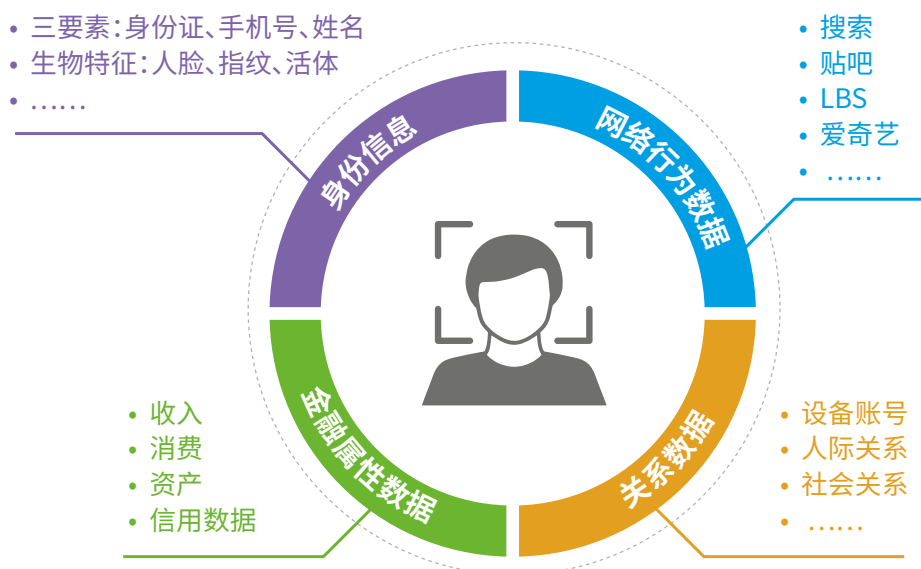 • 三要素：身份证、手机号、姓名
• 生物特征：人脸、指纹、活体
• ……
• 搜索
• 贴吧
• LBS
• 爱奇艺
• ……
身份信息
网络行为数据
金融属性数据
关系数据
• 收入
• 消费
• 资产
• 信用数据
• 设备账号
• 人际关系
• 社会关系
• ……